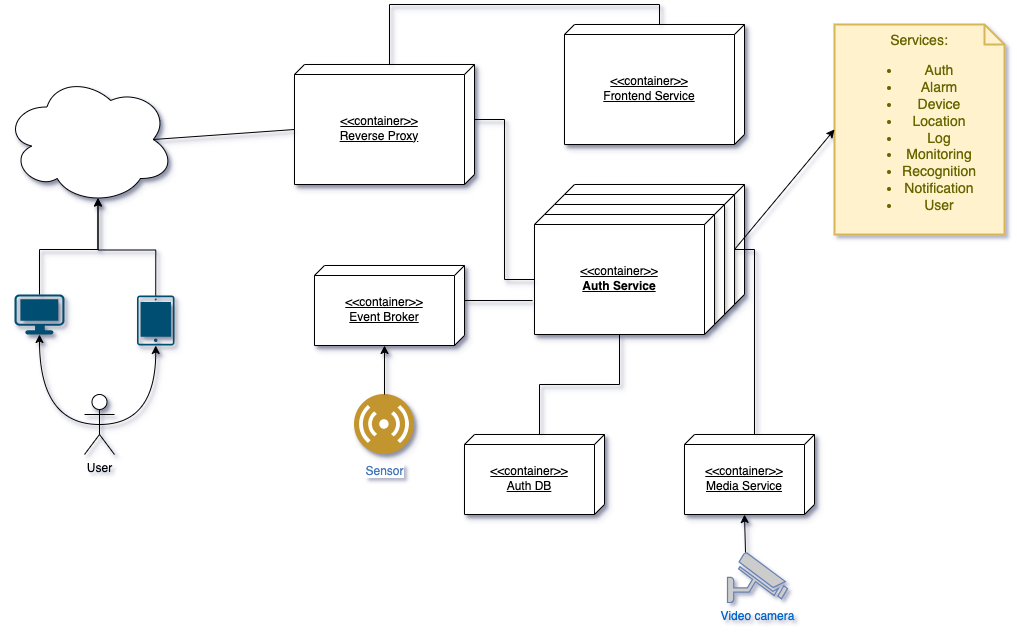 <<container>>
Frontend Service
<<container>>
Reverse Proxy
Services:
• Auth
• Alarm
• Device
• Location
• Log
• Monitoring
• Recognition
• Notification
• User
<<container>>
Auth Service
<<container>>
Event Broker
User
Sensor
<<container>>
Auth DB
<<container>>
Media Service
Video camera